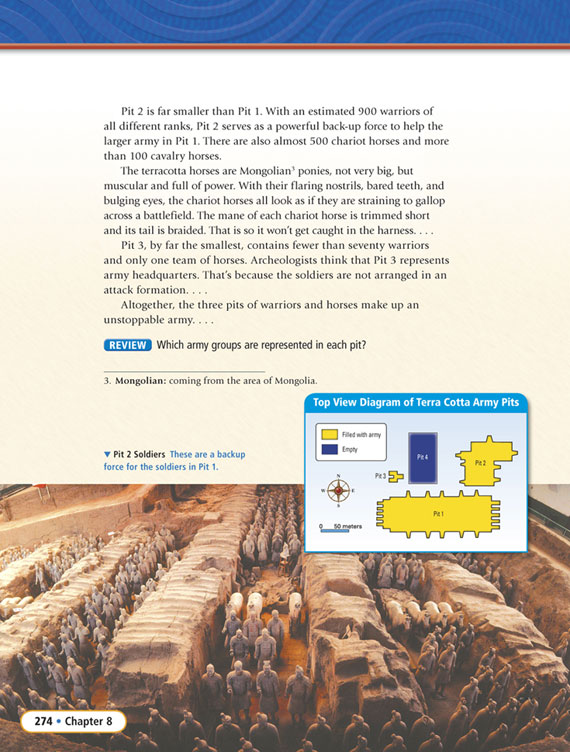 Pit 2 is far smaller than Pit 1. With an estimated 900 warriors of
all different ranks, Pit 2 serves as a powerful back-up force to help the
larger army in Pit 1. There are also almost 500 chariot horses and more
than 100 cavalry horses.
The terracotta horses are Mongolian³ ponies, not very big, but
muscular and full of power. With their flaring nostrils, bared teeth, and
bulging eyes, the chariot horses all look as if they are straining to gallop
across a battlefield. The mane of each chariot horse is trimmed short
and its tail is braided. That is so it won't get caught in the harness. . . .
Pit 3, by far the smallest, contains fewer than seventy warriors
and only one team of horses. Archeologists think that Pit 3 represents
army headquarters. That's because the soldiers are not arranged in an
attack formation. . . .
Altogether, the three pits of warriors and horses make up an
unstoppable army. . . .
REVIEW Which army groups are represented in each pit?
3. Mongolian: coming from the area of Mongolia.
▼ Pit 2 Soldiers These are a backup
force for the soldiers in Pit 1.
Top View Diagram of Terra Cotta Army Pits
Filled with army
Empty
Pit 4
Pit 2
Pit 3
N
W E
S
Pit 1
0 50 meters
274 • Chapter 8